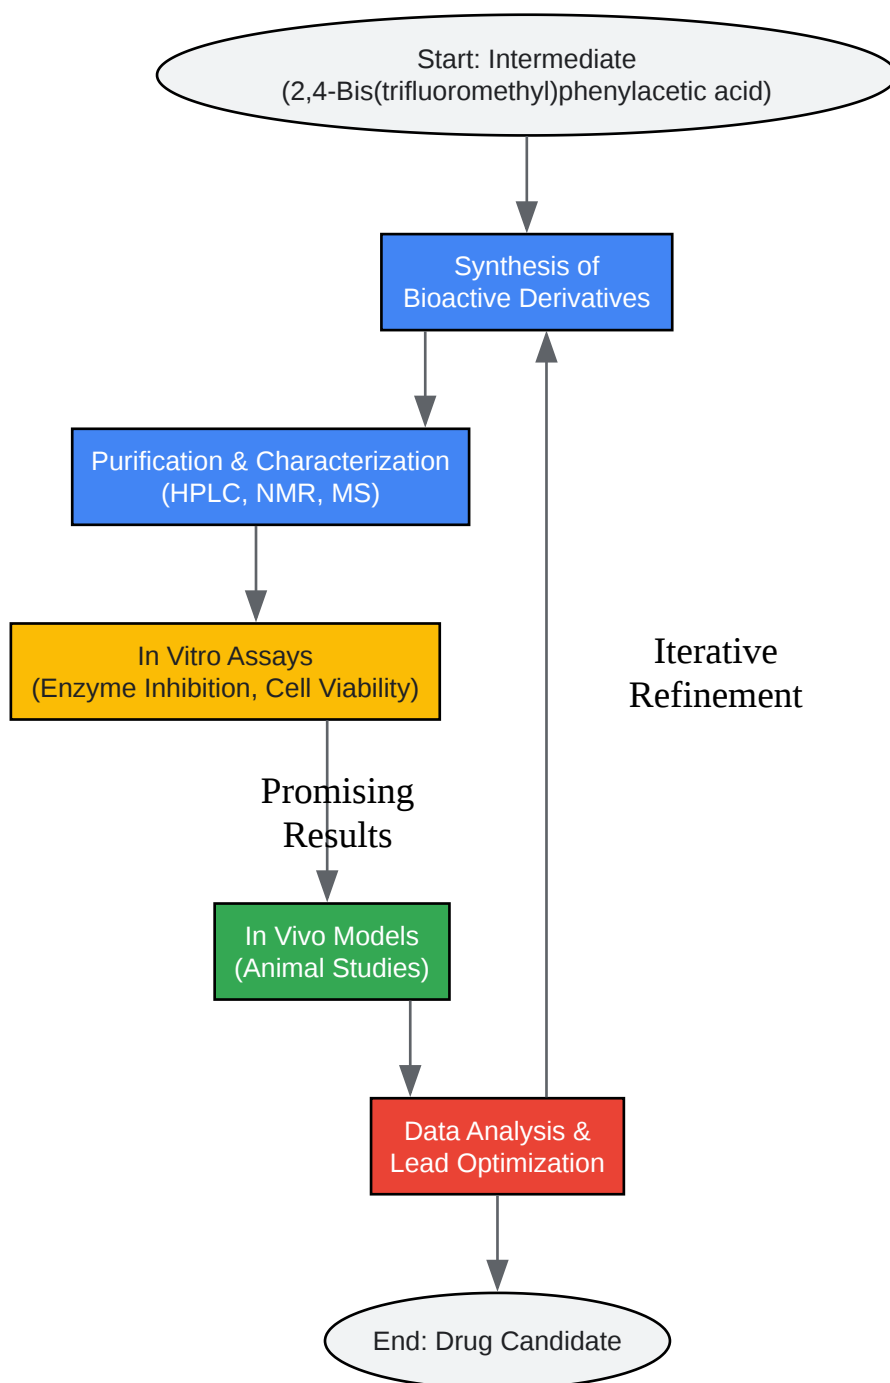 Start: Intermediate
(2,4-Bis(trifluoromethyl)phenylacetic acid)
Synthesis of
Bioactive Derivatives
Purification & Characterization
(HPLC, NMR, MS)
In Vitro Assays
(Enzyme Inhibition, Cell Viability)
Iterative
Refinement
Promising
Results
In Vivo Models
(Animal Studies)
Data Analysis &
Lead Optimization
End: Drug Candidate